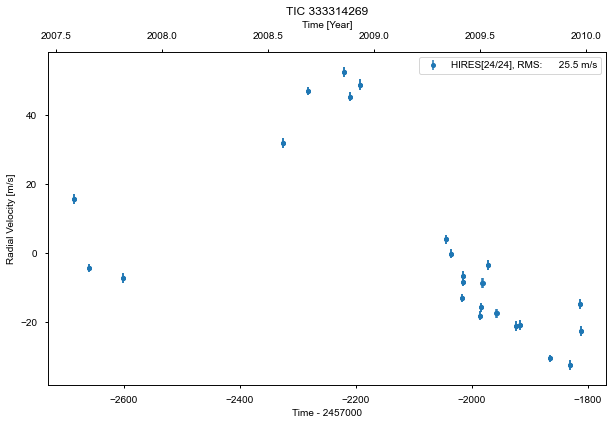 TIC 333314269
Time [Year]
2007.5 2008.0 2008.5 2009.0 2009.5 2010.0
HIRES[24/24], RMS: 25.5 m/s
Radial Velocity [m/s]
40
20
0
−20
−2600 −2400 −2200 −2000 −1800
Time - 2457000